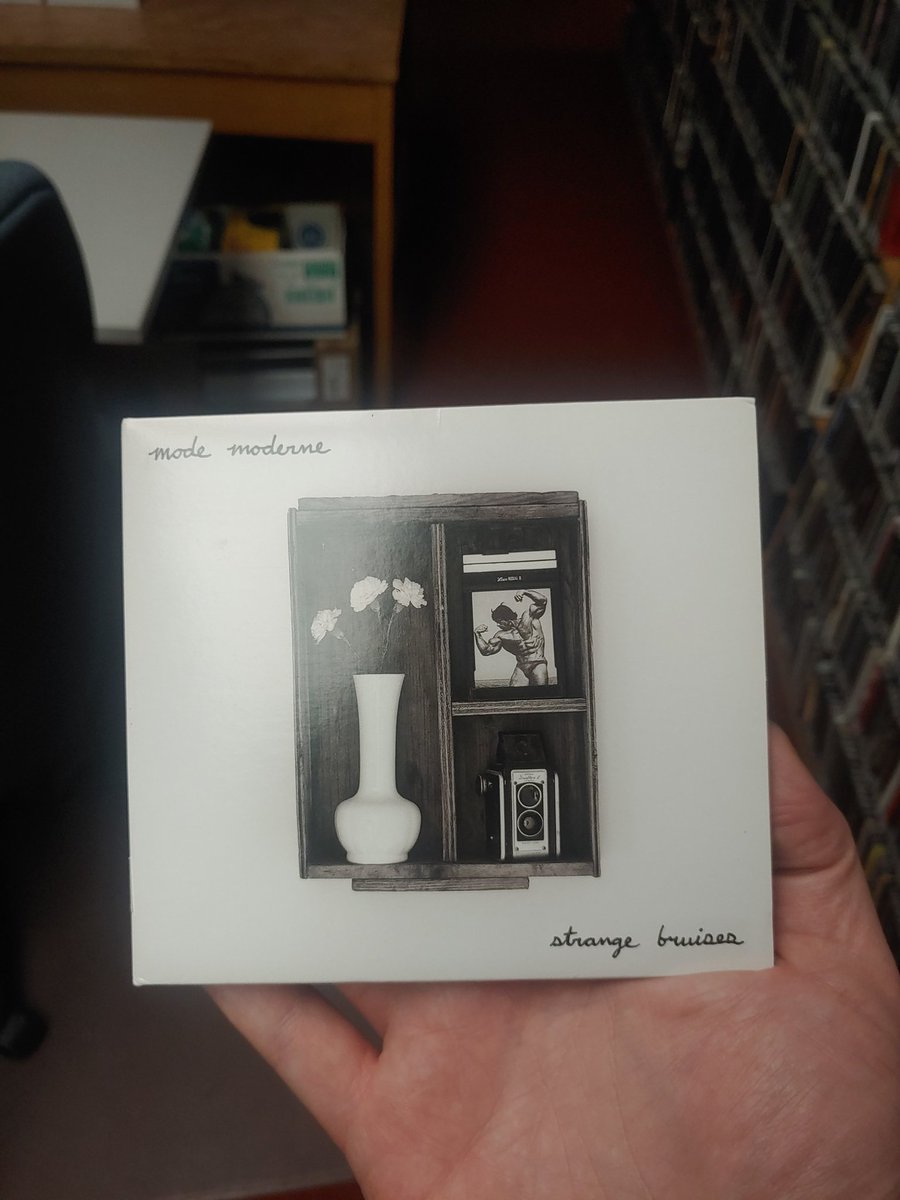 mode moderne
strange bruises